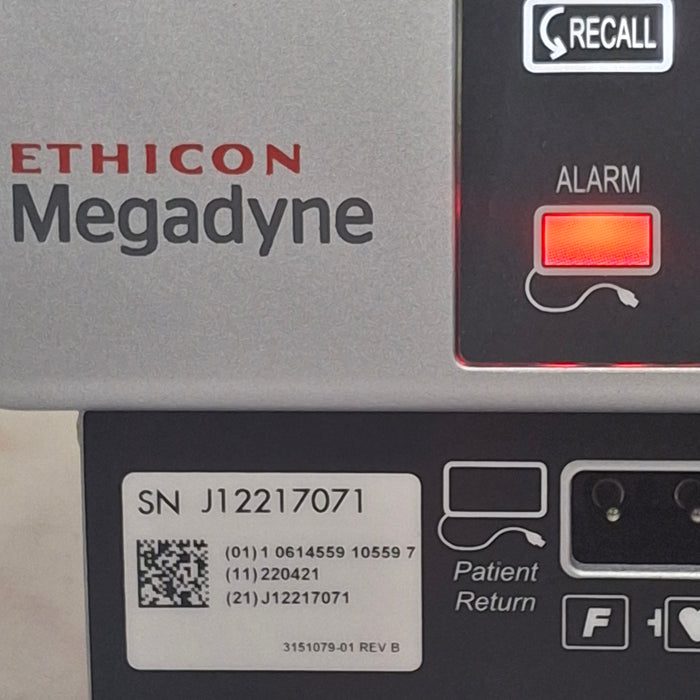 RECALL
ETHICON
Megadyne
ALARM
SN J12217071
(01) 1 0614559 10559 7
(11) 220421
(21) J12217071
3151079-01 REV B
Patient
Return
F